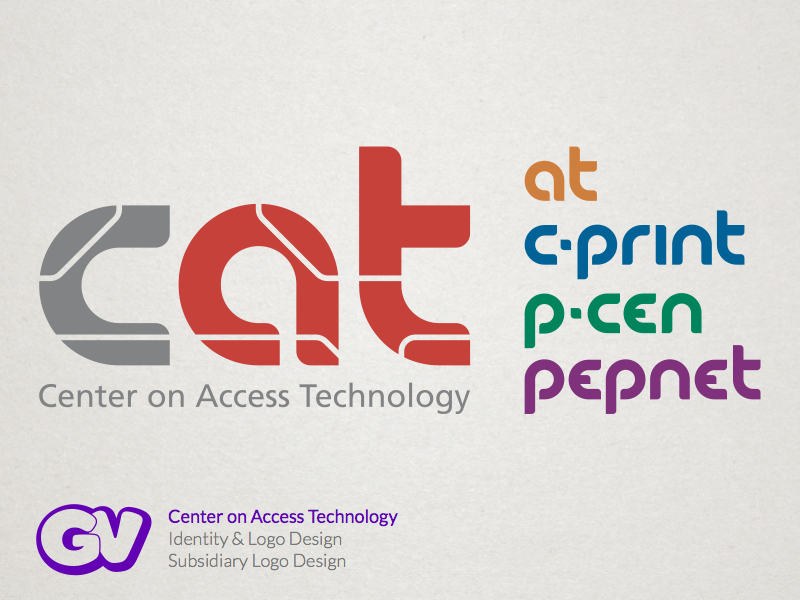 cat
Center on Access Technology
at
c·print
p·cen
pepnet
GV
Center on Access Technology
Identity & Logo Design
Subsidiary Logo Design